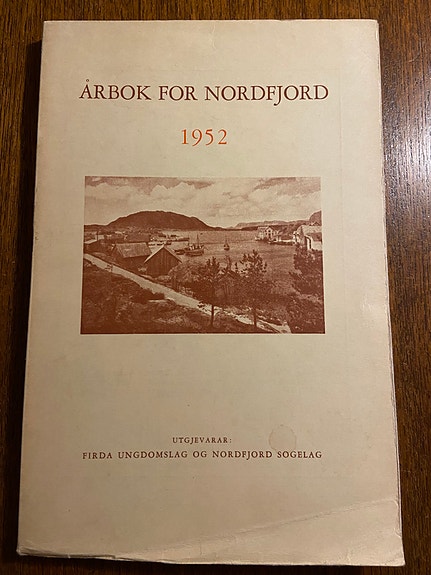 ÅRBOK FOR NORDFJORD
1952
UTGJEVARAR:
FIRDA UNGDOMSLAG OG NORDFJORD SOGELAG